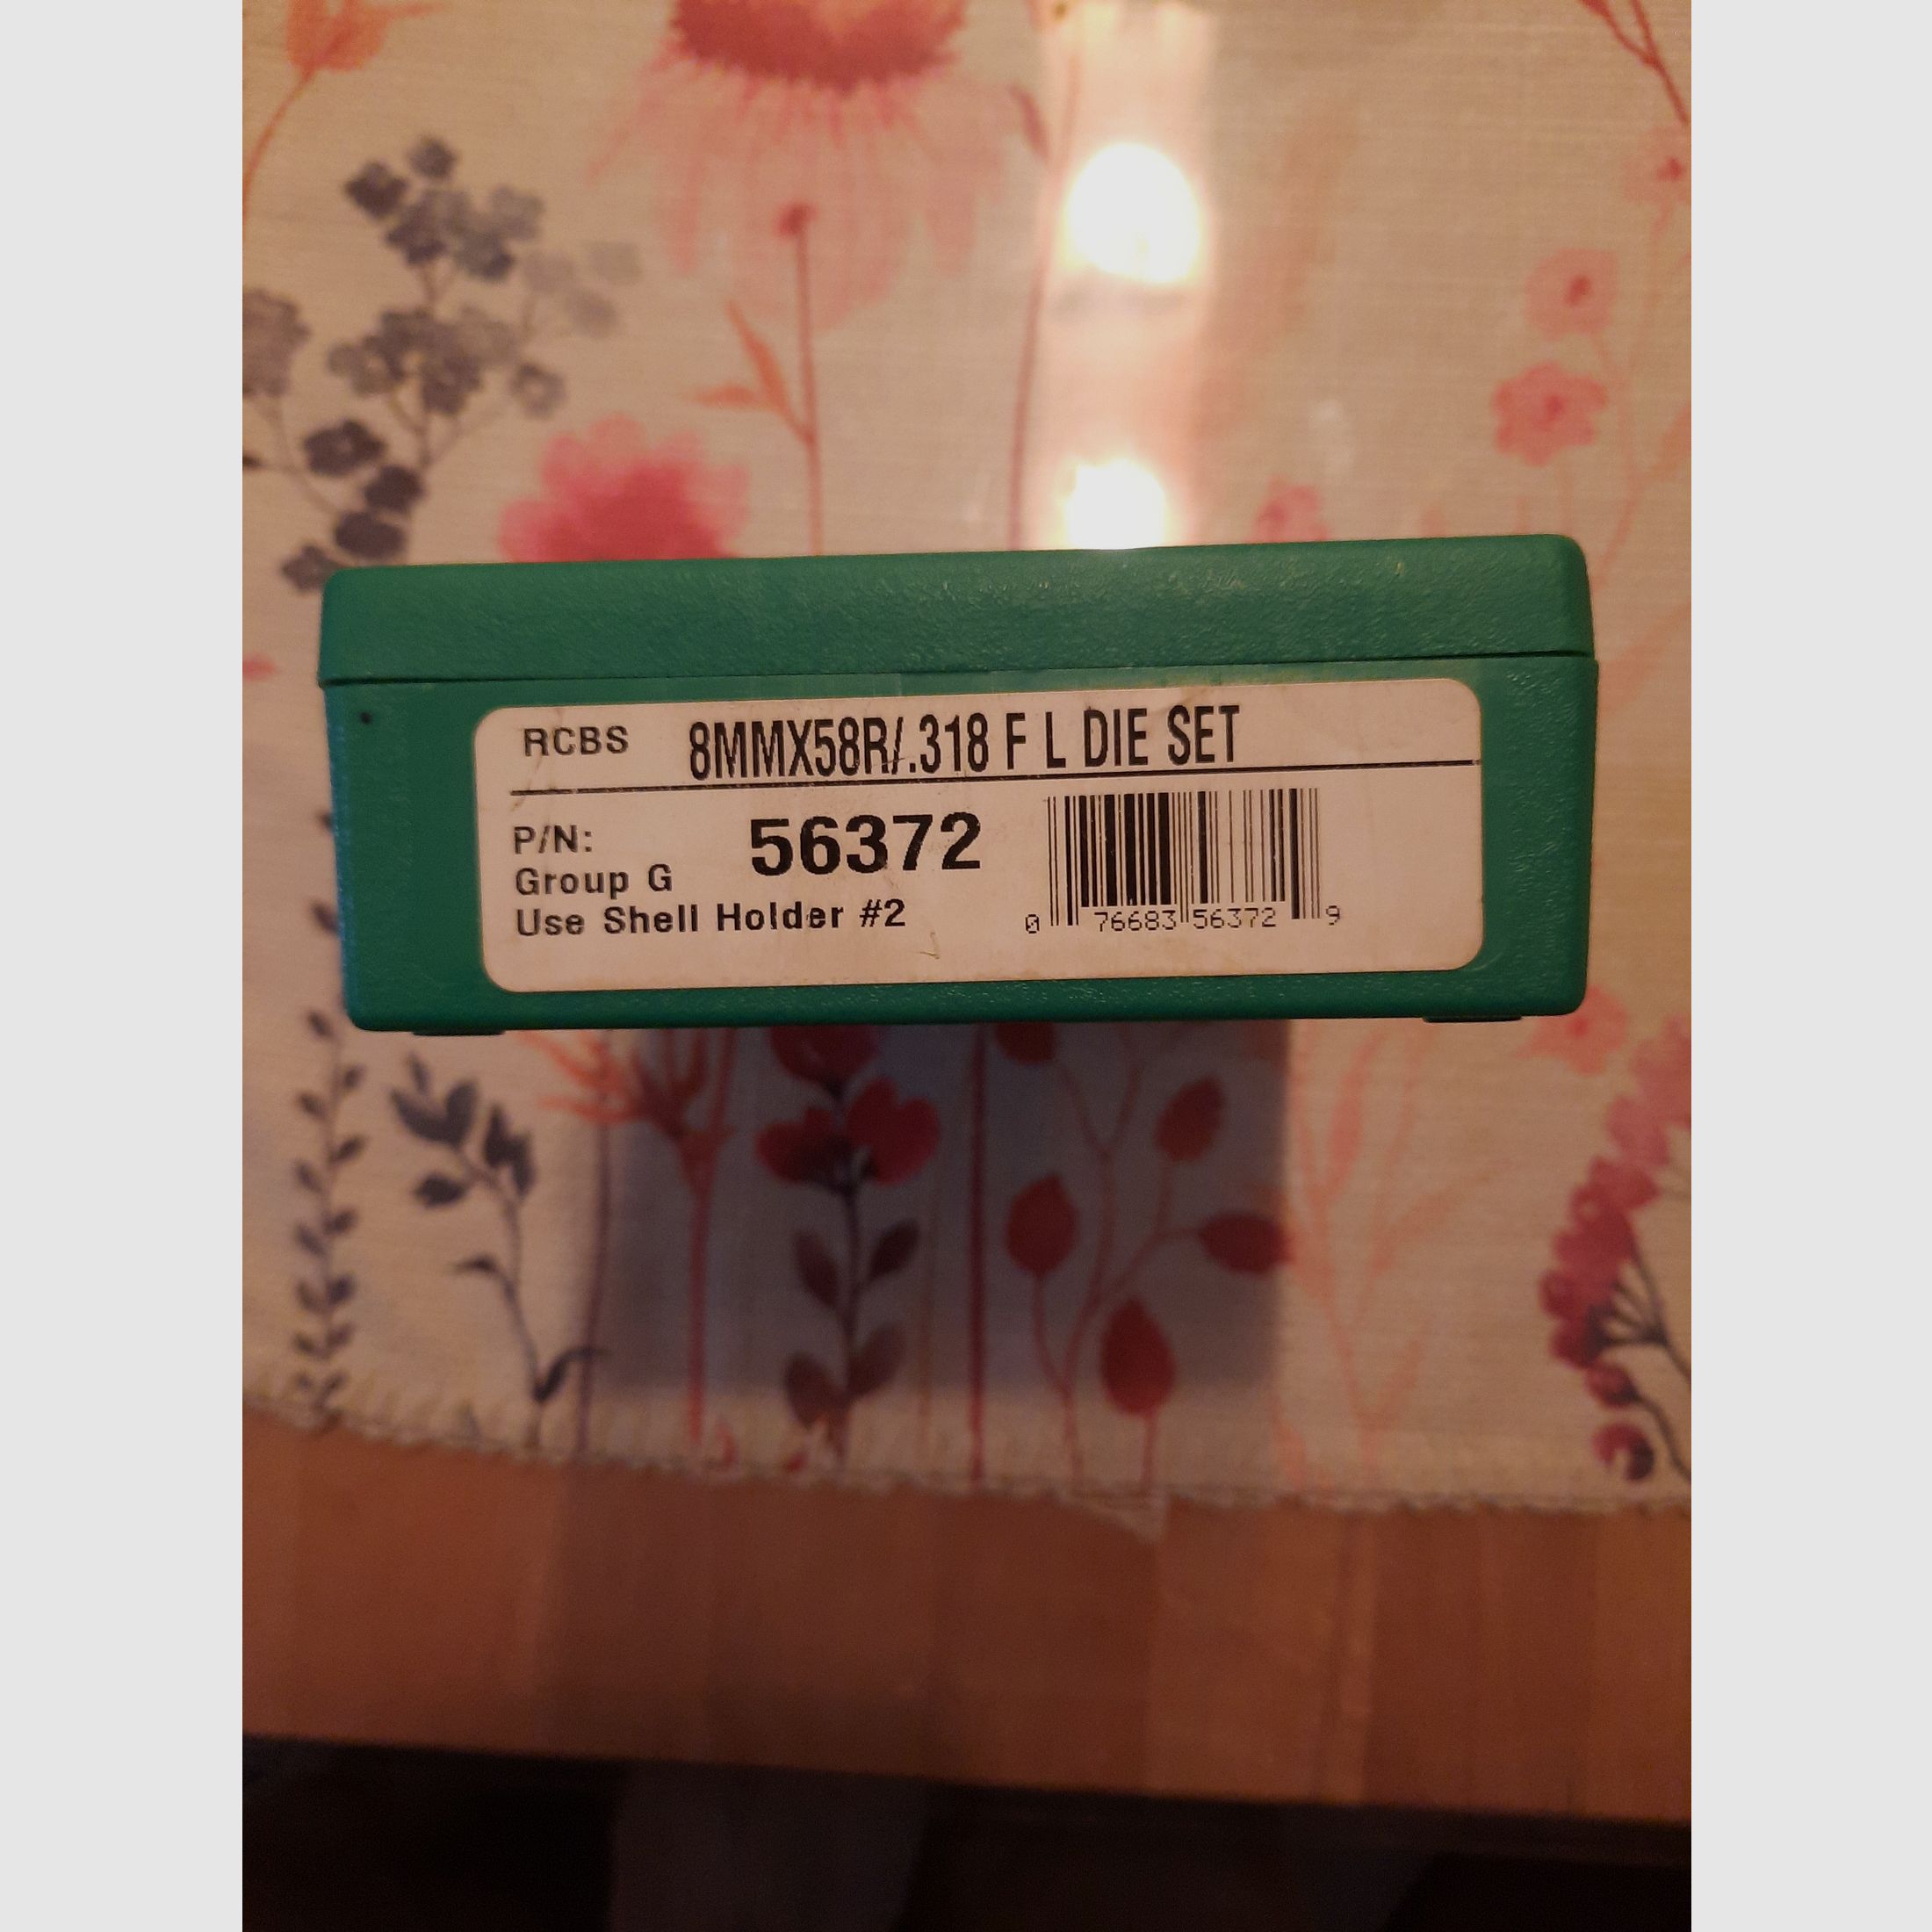 RCBS 8MMX58R/.318 F L DIE SET
P/N: 56372
Group G
Use Shell Holder #2
0 76683 56372 9